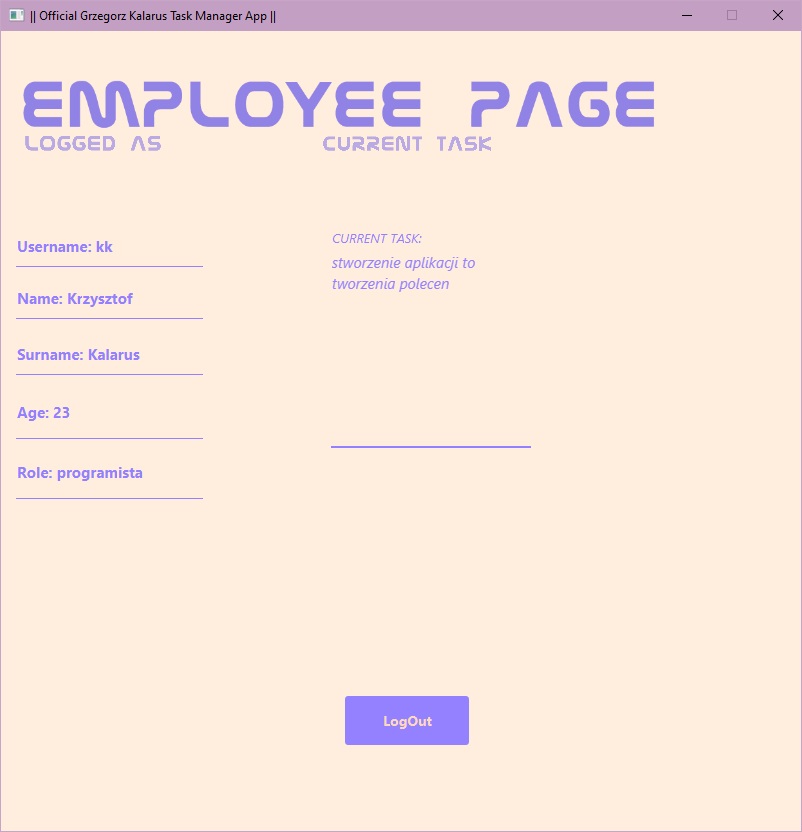 || Official Grzegorz Kalarus Task Manager App ||
EMPLOYEE PAGE
LOGGED AS
CURRENT TASK
Username: kk
Name: Krzysztof
Surname: Kalarus
Age: 23
Role: programista
CURRENT TASK:
stworzenie aplikacji to
tworzenia polecen
LogOut